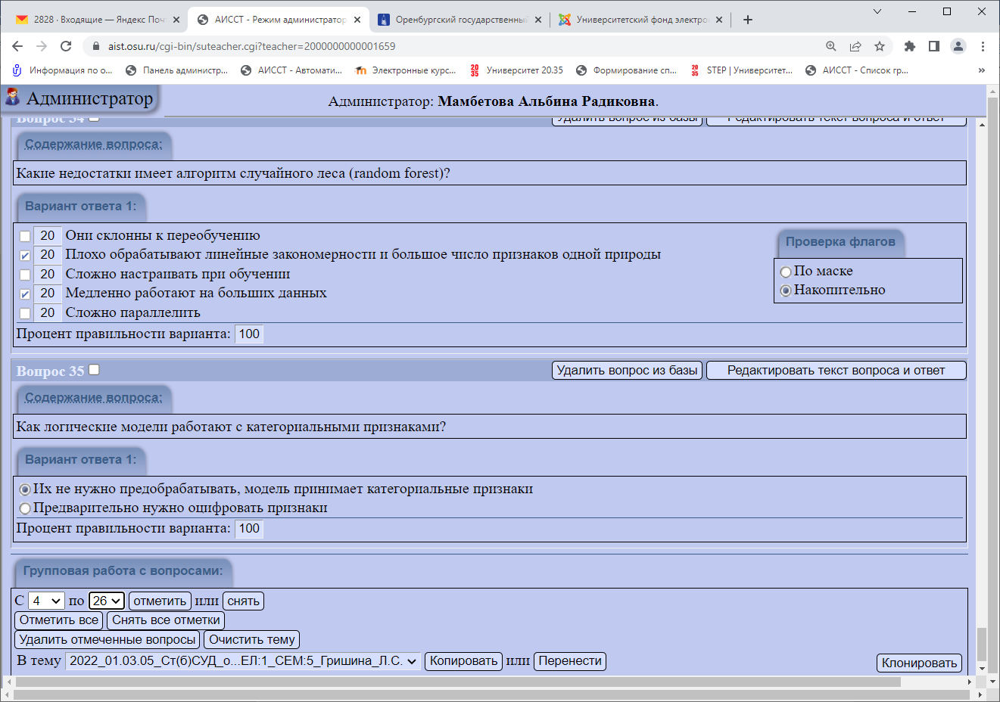 2828 · Входящие — Яндекс Поч
АИССТ - Режим администратор
Оренбургский государственный
Университетский фонд электро
aist.osu.ru/cgi-bin/suteacher.cgi?teacher=2000000000001659
Информация по о...
Панель администр...
АИССТ - Автомати...
Электронные курс...
Университет 20.35
Формирование сп...
STEP | Университет...
АИССТ - Список гр...
Администратор
Администратор: Мамбетова Альбина Радиковна.
Вопрос 34
Удалить вопрос из базы
Редактировать текст вопроса и ответ
Содержание вопроса:
Какие недостатки имеет алгоритм случайного леса (random forest)?
Вариант ответа 1:
20 Они склонны к переобучению
20 Плохо обрабатывают линейные закономерности и большое число признаков одной природы
20 Сложно настраивать при обучении
20 Медленно работают на больших данных
20 Сложно параллелить
Проверка флагов
По маске
Накопительно
Процент правильности варианта: 100
Вопрос 35
Удалить вопрос из базы
Редактировать текст вопроса и ответ
Содержание вопроса:
Как логические модели работают с категориальными признаками?
Вариант ответа 1:
Их не нужно предобрабатывать, модель принимает категориальные признаки
Предварительно нужно оцифровать признаки
Процент правильности варианта: 100
Групповая работа с вопросами:
С 4 по 26 отметить или снять
Отметить все Снять все отметки
Удалить отмеченные вопросы Очистить тему
В тему 2022_01.03.05_Ст(б)СУД_о...ЕЛ:1_СЕМ:5_Гришина_Л.С. Копировать или Перенести
Клонировать